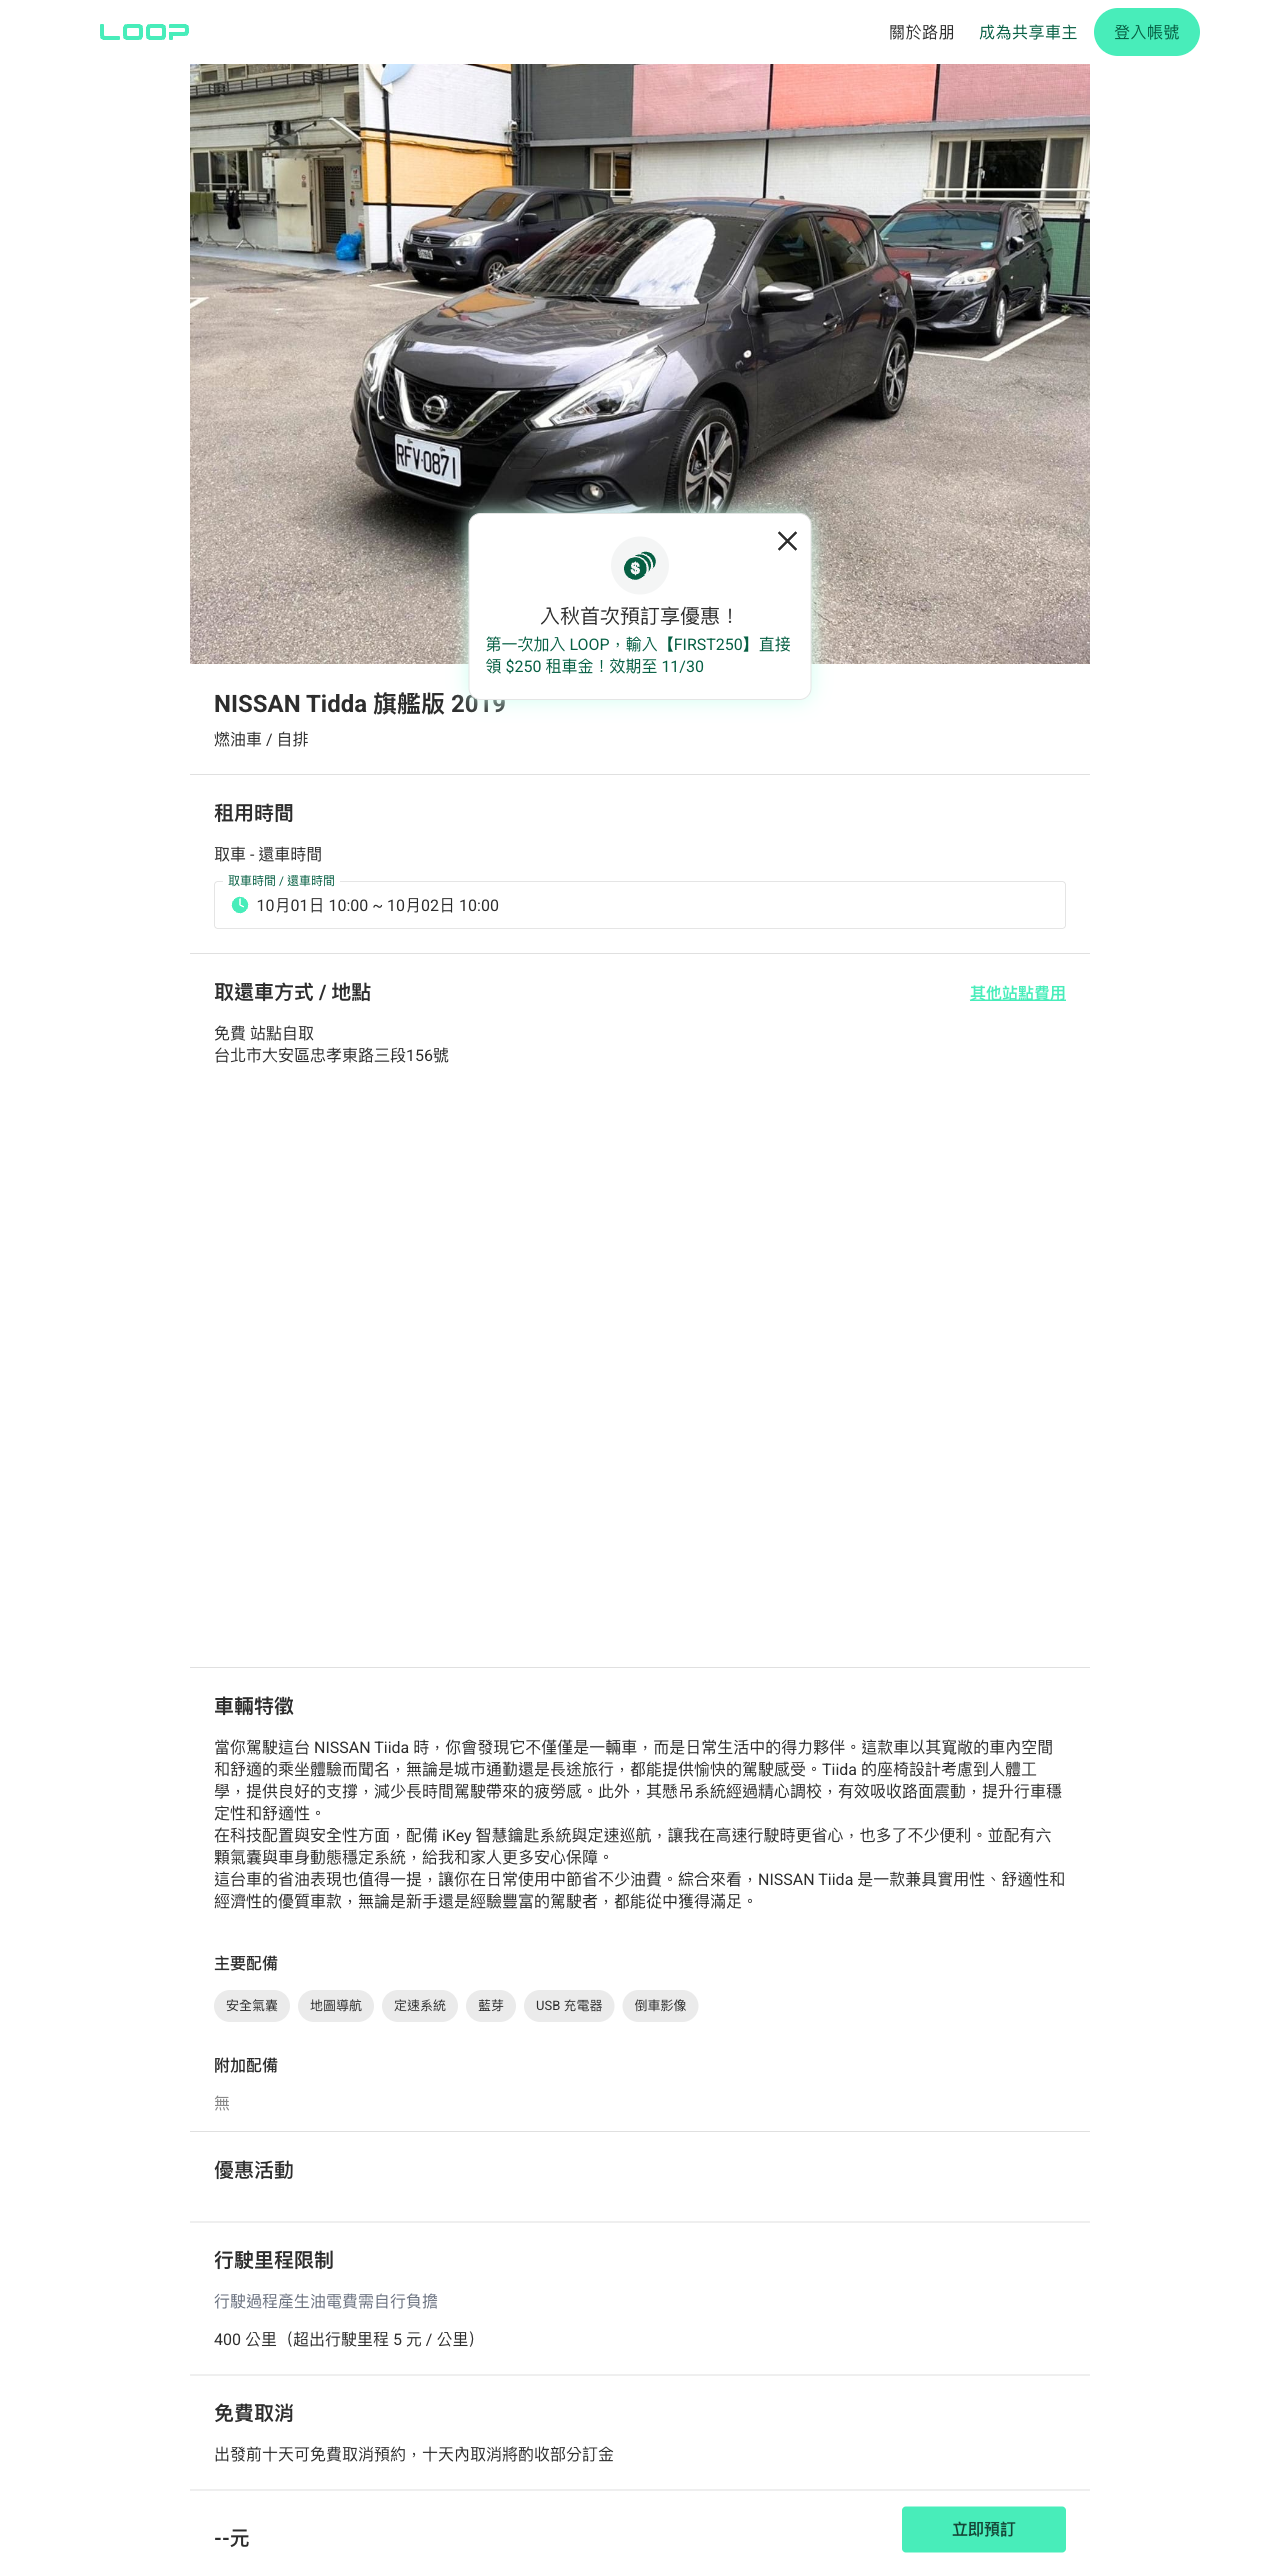 LOOP
關於路朋
成為共享車主
登入帳號
RFV-0871
入秋首次預訂享優惠！
第一次加入 LOOP，輸入【FIRST250】直接
領 $250 租車金！效期至 11/30
NISSAN Tidda 旗艦版 2019
燃油車 / 自排
租用時間
取車 - 還車時間
取車時間 / 還車時間
10月01日 10:00 ~ 10月02日 10:00
取還車方式 / 地點
其他站點費用
免費 站點自取
台北市大安區忠孝東路三段156號
車輛特徵
當你駕駛這台 NISSAN Tiida 時，你會發現它不僅僅是一輛車，而是日常生活中的得力夥伴。這款車以其寬敞的車內空間
和舒適的乘坐體驗而聞名，無論是城市通勤還是長途旅行，都能提供愉快的駕駛感受。Tiida 的座椅設計考慮到人體工
學，提供良好的支撐，減少長時間駕駛帶來的疲勞感。此外，其懸吊系統經過精心調校，有效吸收路面震動，提升行車穩
定性和舒適性。
在科技配置與安全性方面，配備 iKey 智慧鑰匙系統與定速巡航，讓我在高速行駛時更省心，也多了不少便利。並配有六
顆氣囊與車身動態穩定系統，給我和家人更多安心保障。
這台車的省油表現也值得一提，讓你在日常使用中節省不少油費。綜合來看，NISSAN Tiida 是一款兼具實用性、舒適性和
經濟性的優質車款，無論是新手還是經驗豐富的駕駛者，都能從中獲得滿足。
主要配備
安全氣囊
地圖導航
定速系統
藍芽
USB 充電器
倒車影像
附加配備
無
優惠活動
行駛里程限制
行駛過程產生油電費需自行負擔
400 公里（超出行駛里程 5 元 / 公里）
免費取消
出發前十天可免費取消預約，十天內取消將酌收部分訂金
--元
立即預訂